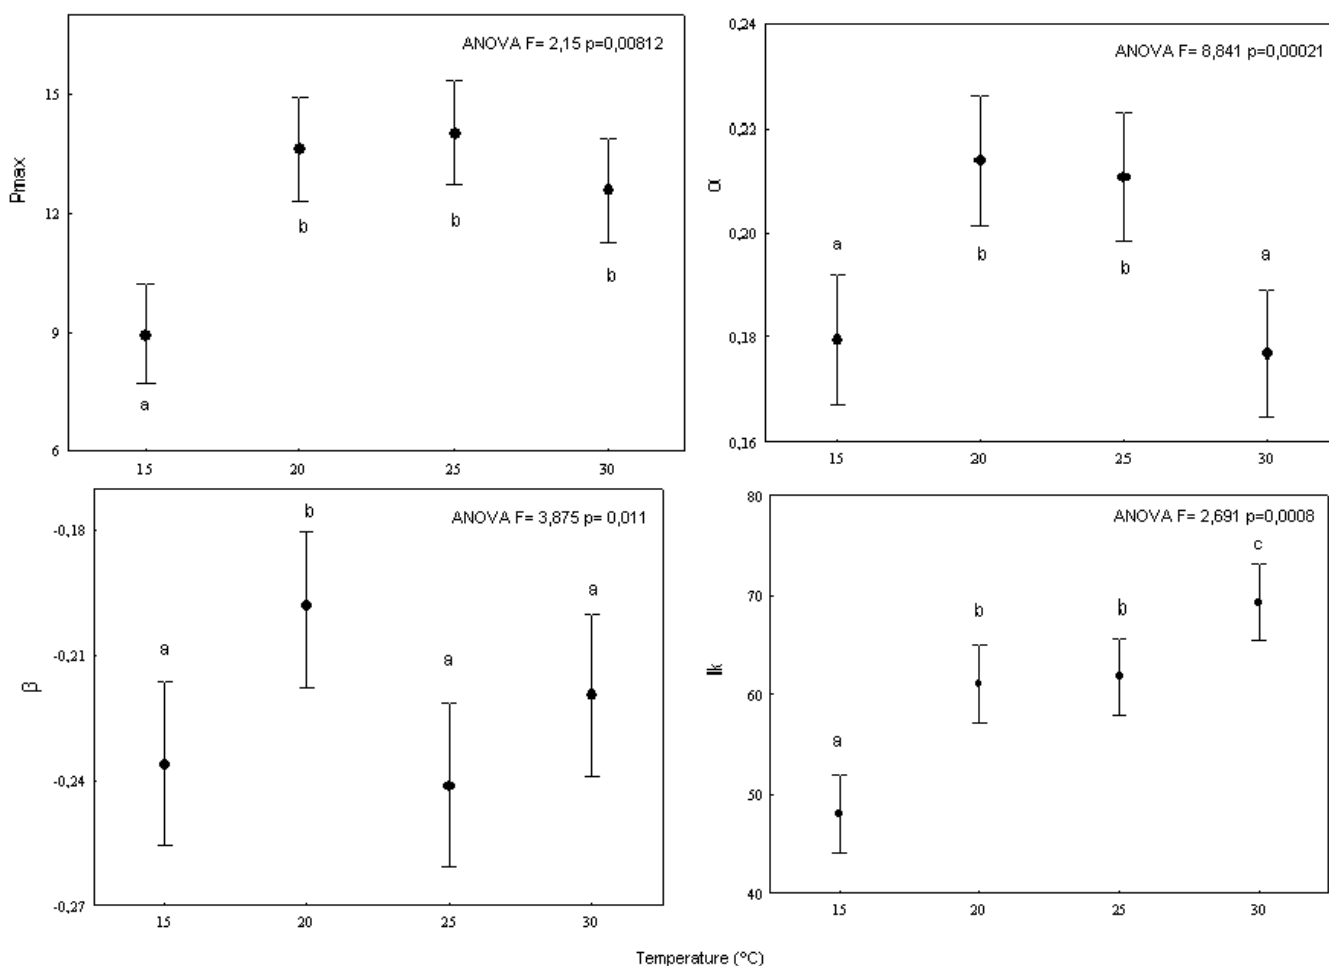 ANOVA F= 2,15 p=0,00812
15
12
9
6
Pmax
a
b
b
b
15
20
25
30
0,24
0,22
0,20
0,18
0,16
α
ANOVA F= 8,841 p=0,00021
a
b
b
a
15
20
25
30
-0,18
-0,21
-0,24
-0,27
β
ANOVA F= 3,875 p= 0,011
a
b
a
a
15
20
25
30
80
70
60
50
40
Ik
ANOVA F= 2,691 p=0,0008
a
b
b
c
15
20
25
30
Temperature (°C)